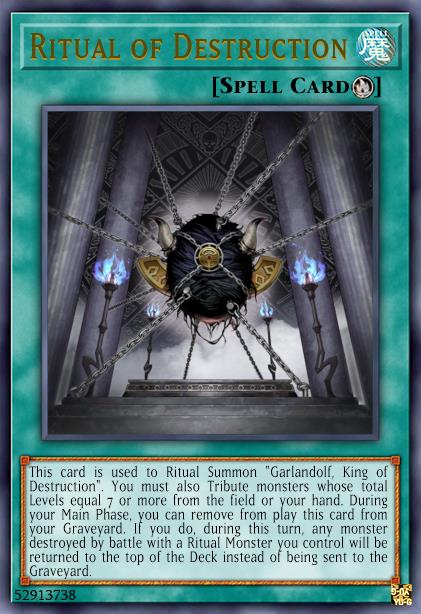 Ritual of Destruction
SPELL
魔
[Spell Card]
This card is used to Ritual Summon "Garlandolf, King of
Destruction". You must also Tribute monsters whose total
Levels equal 7 or more from the field or your hand. During
your Main Phase, you can remove from play this card from
your Graveyard. If you do, during this turn, any monster
destroyed by battle with a Ritual Monster you control will be
returned to the top of the Deck instead of being sent to the
Graveyard.
52913738